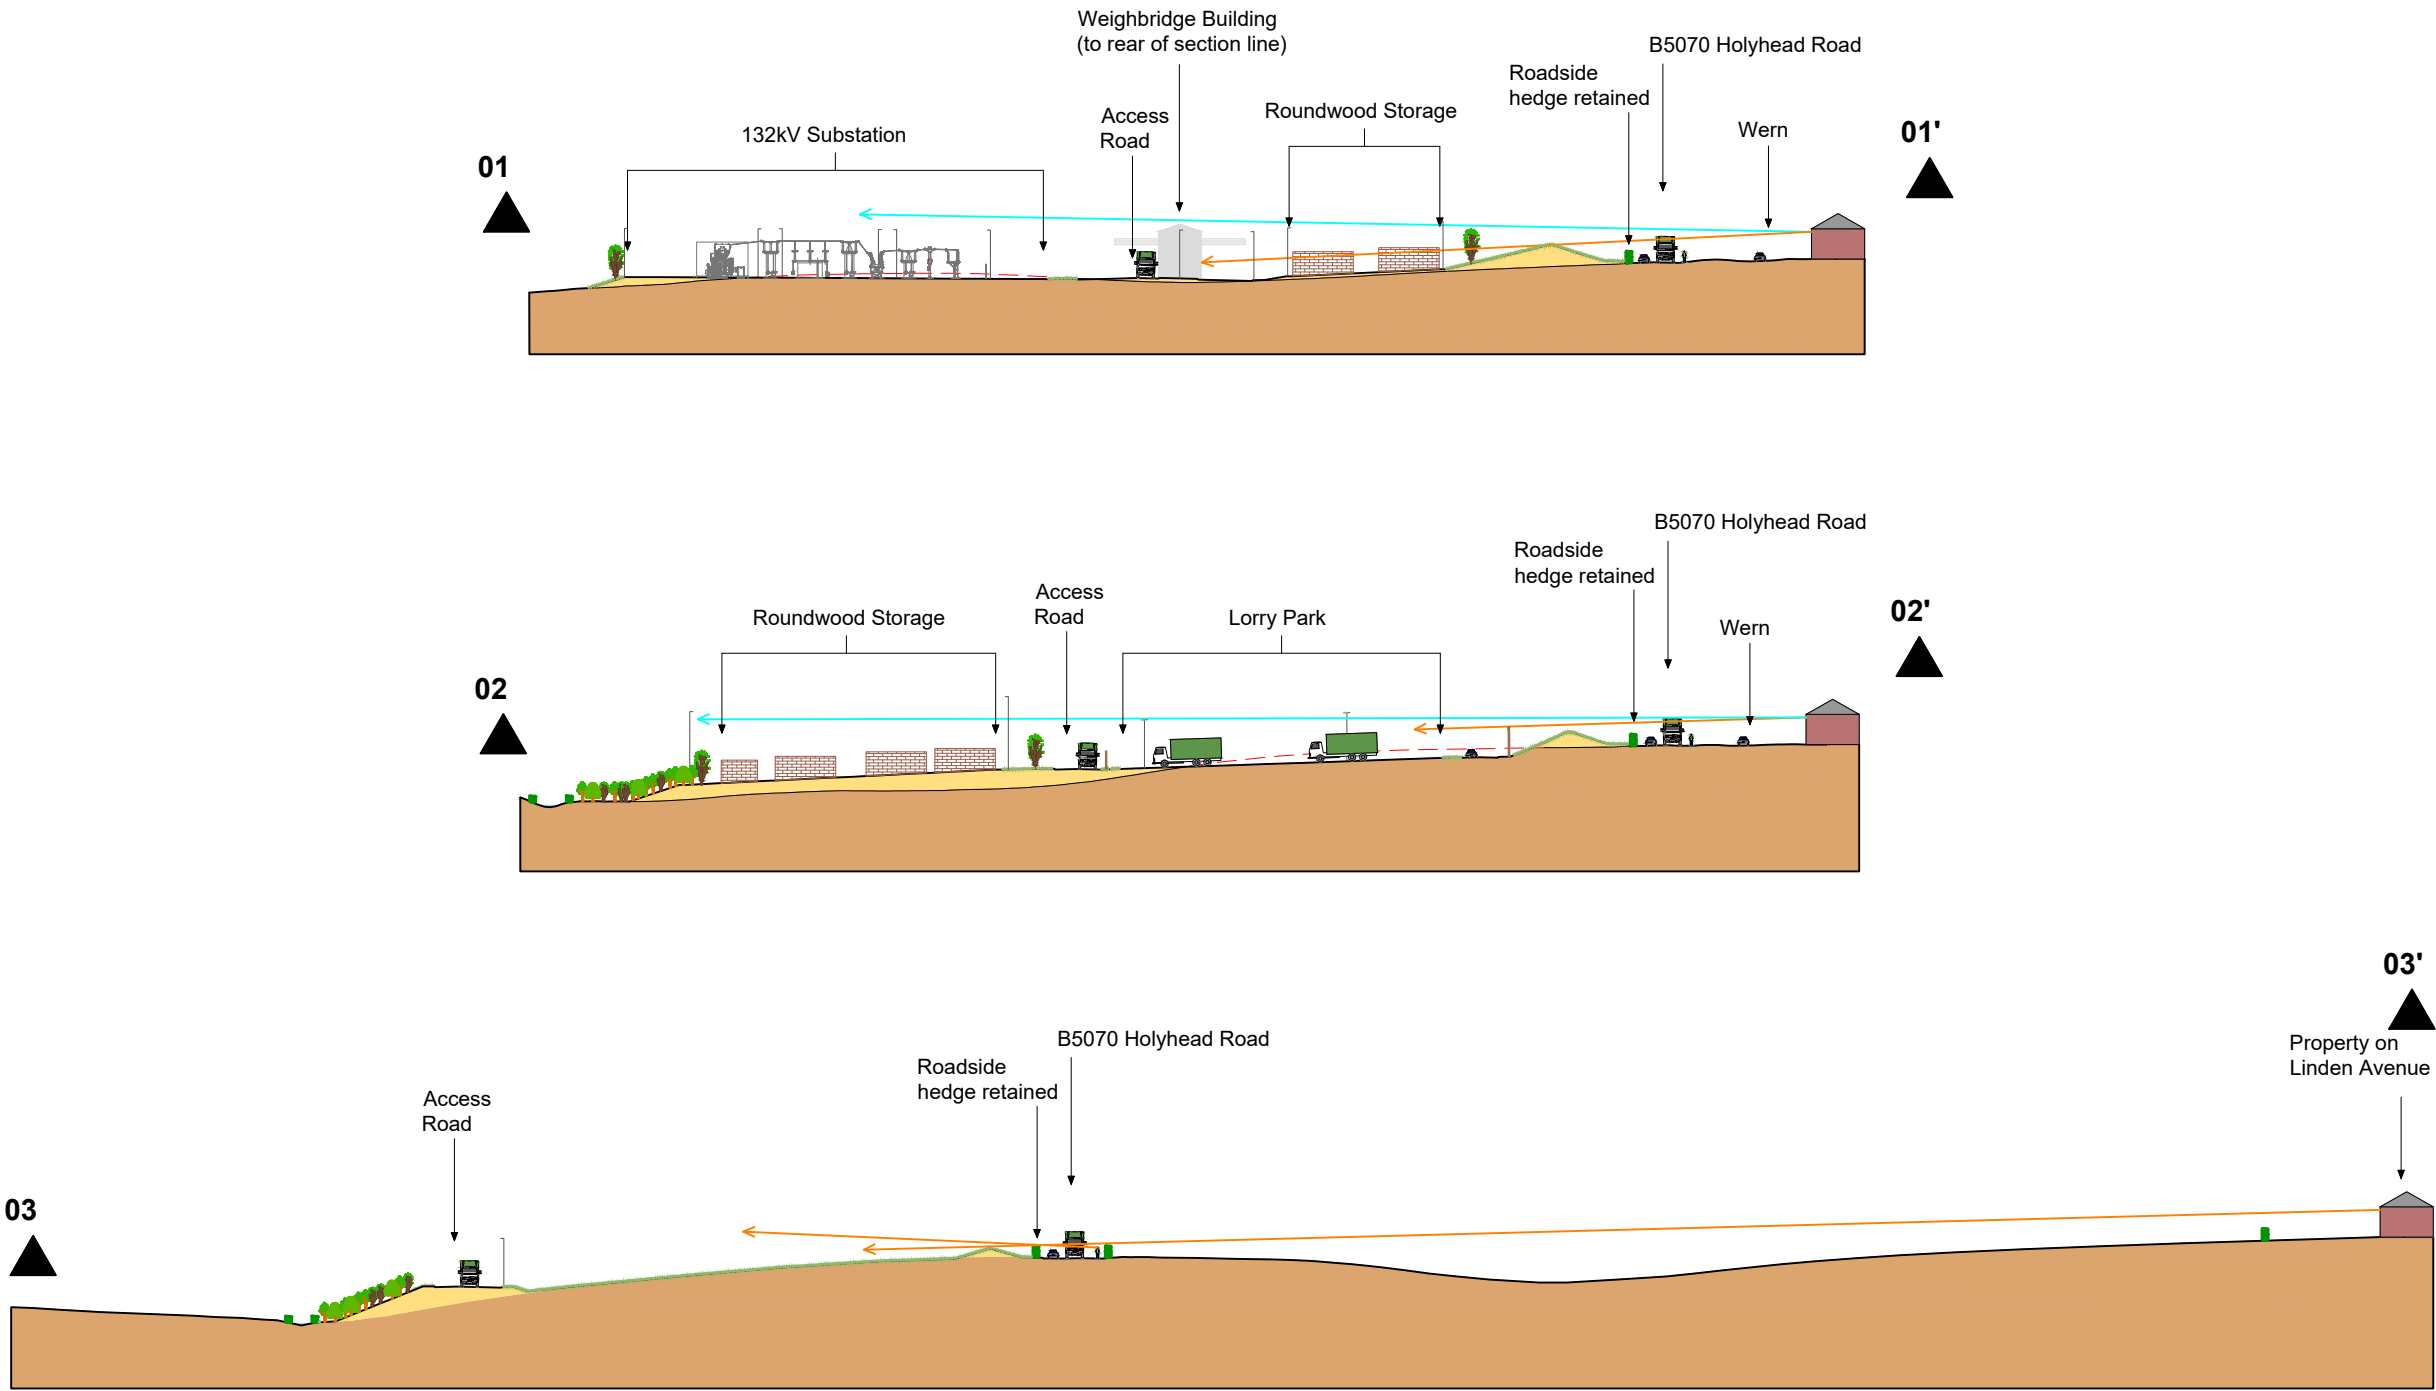 Weighbridge Building
(to rear of section line)
B5070 Holyhead Road
Roadside
hedge retained
Roundwood Storage
Access
Road
Wern
01'
132kV Substation
01
B5070 Holyhead Road
Roadside
hedge retained
Access
Road
Roundwood Storage
Lorry Park
Wern
02'
02
03'
B5070 Holyhead Road
Property on
Linden Avenue
Roadside
hedge retained
Access
Road
03